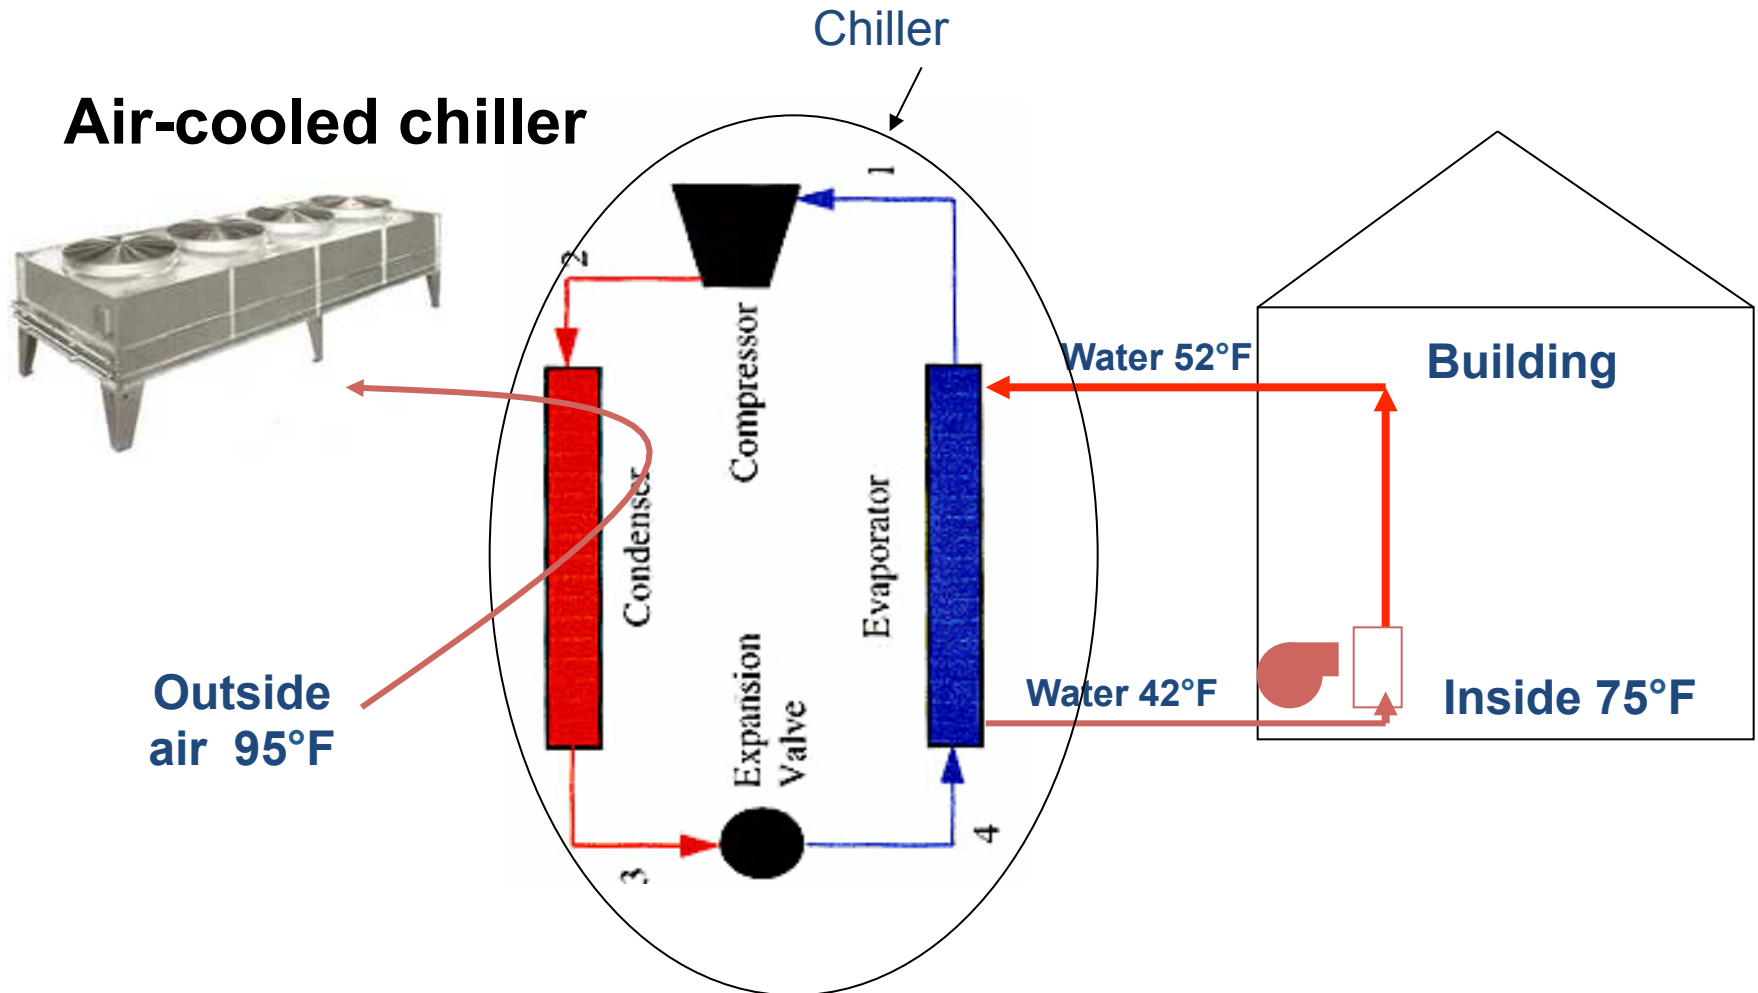 Chiller
Air-cooled chiller
1
2
Compressor
Condenser
Evaporator
Expansion
Valve
3
4
Water 52°F
Building
Water 42°F
Inside 75°F
Outside
air 95°F